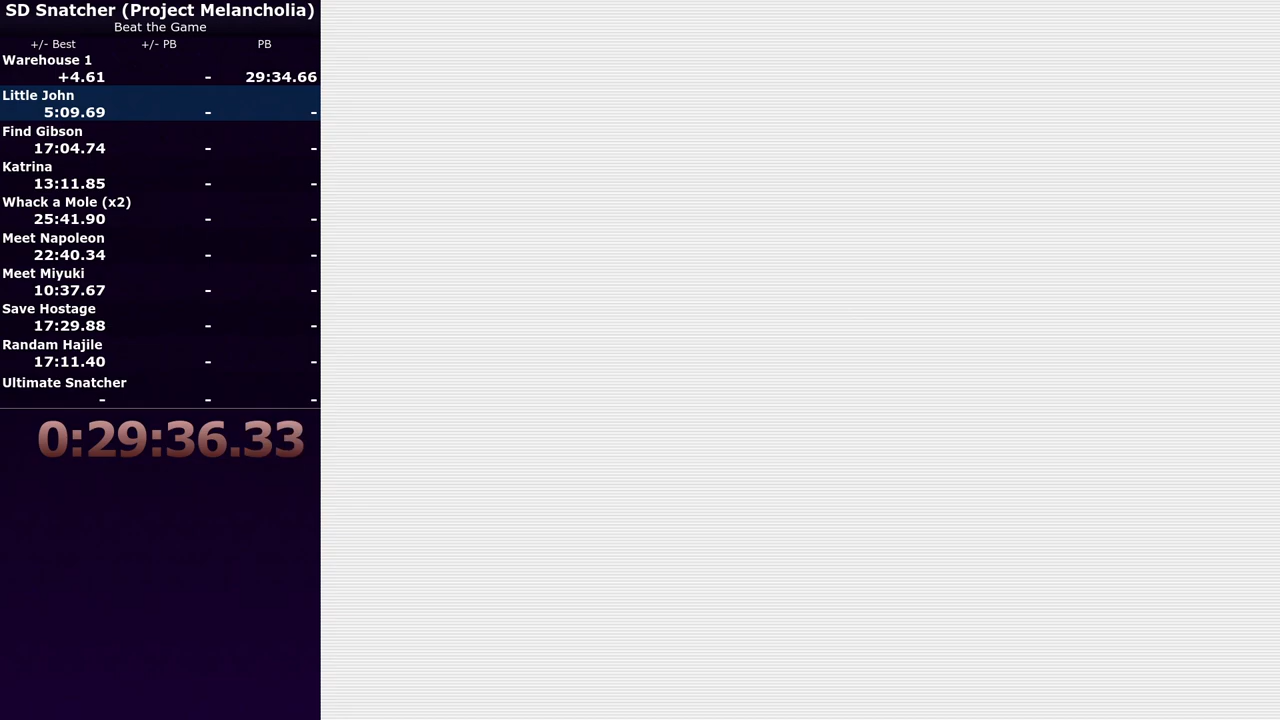 SD Snatcher (Project Melancholia)
Beat the Game
+/- Best +/- PB PB
Warehouse 1
+4.61 - 29:34.66
Little John
5:09.69 - -
Find Gibson
17:04.74 - -
Katrina
13:11.85 - -
Whack a Mole (x2)
25:41.90 - -
Meet Napoleon
22:40.34 - -
Meet Miyuki
10:37.67 - -
Save Hostage
17:29.88 - -
Randam Hajile
17:11.40 - -
Ultimate Snatcher
- - -
0:29:36.33